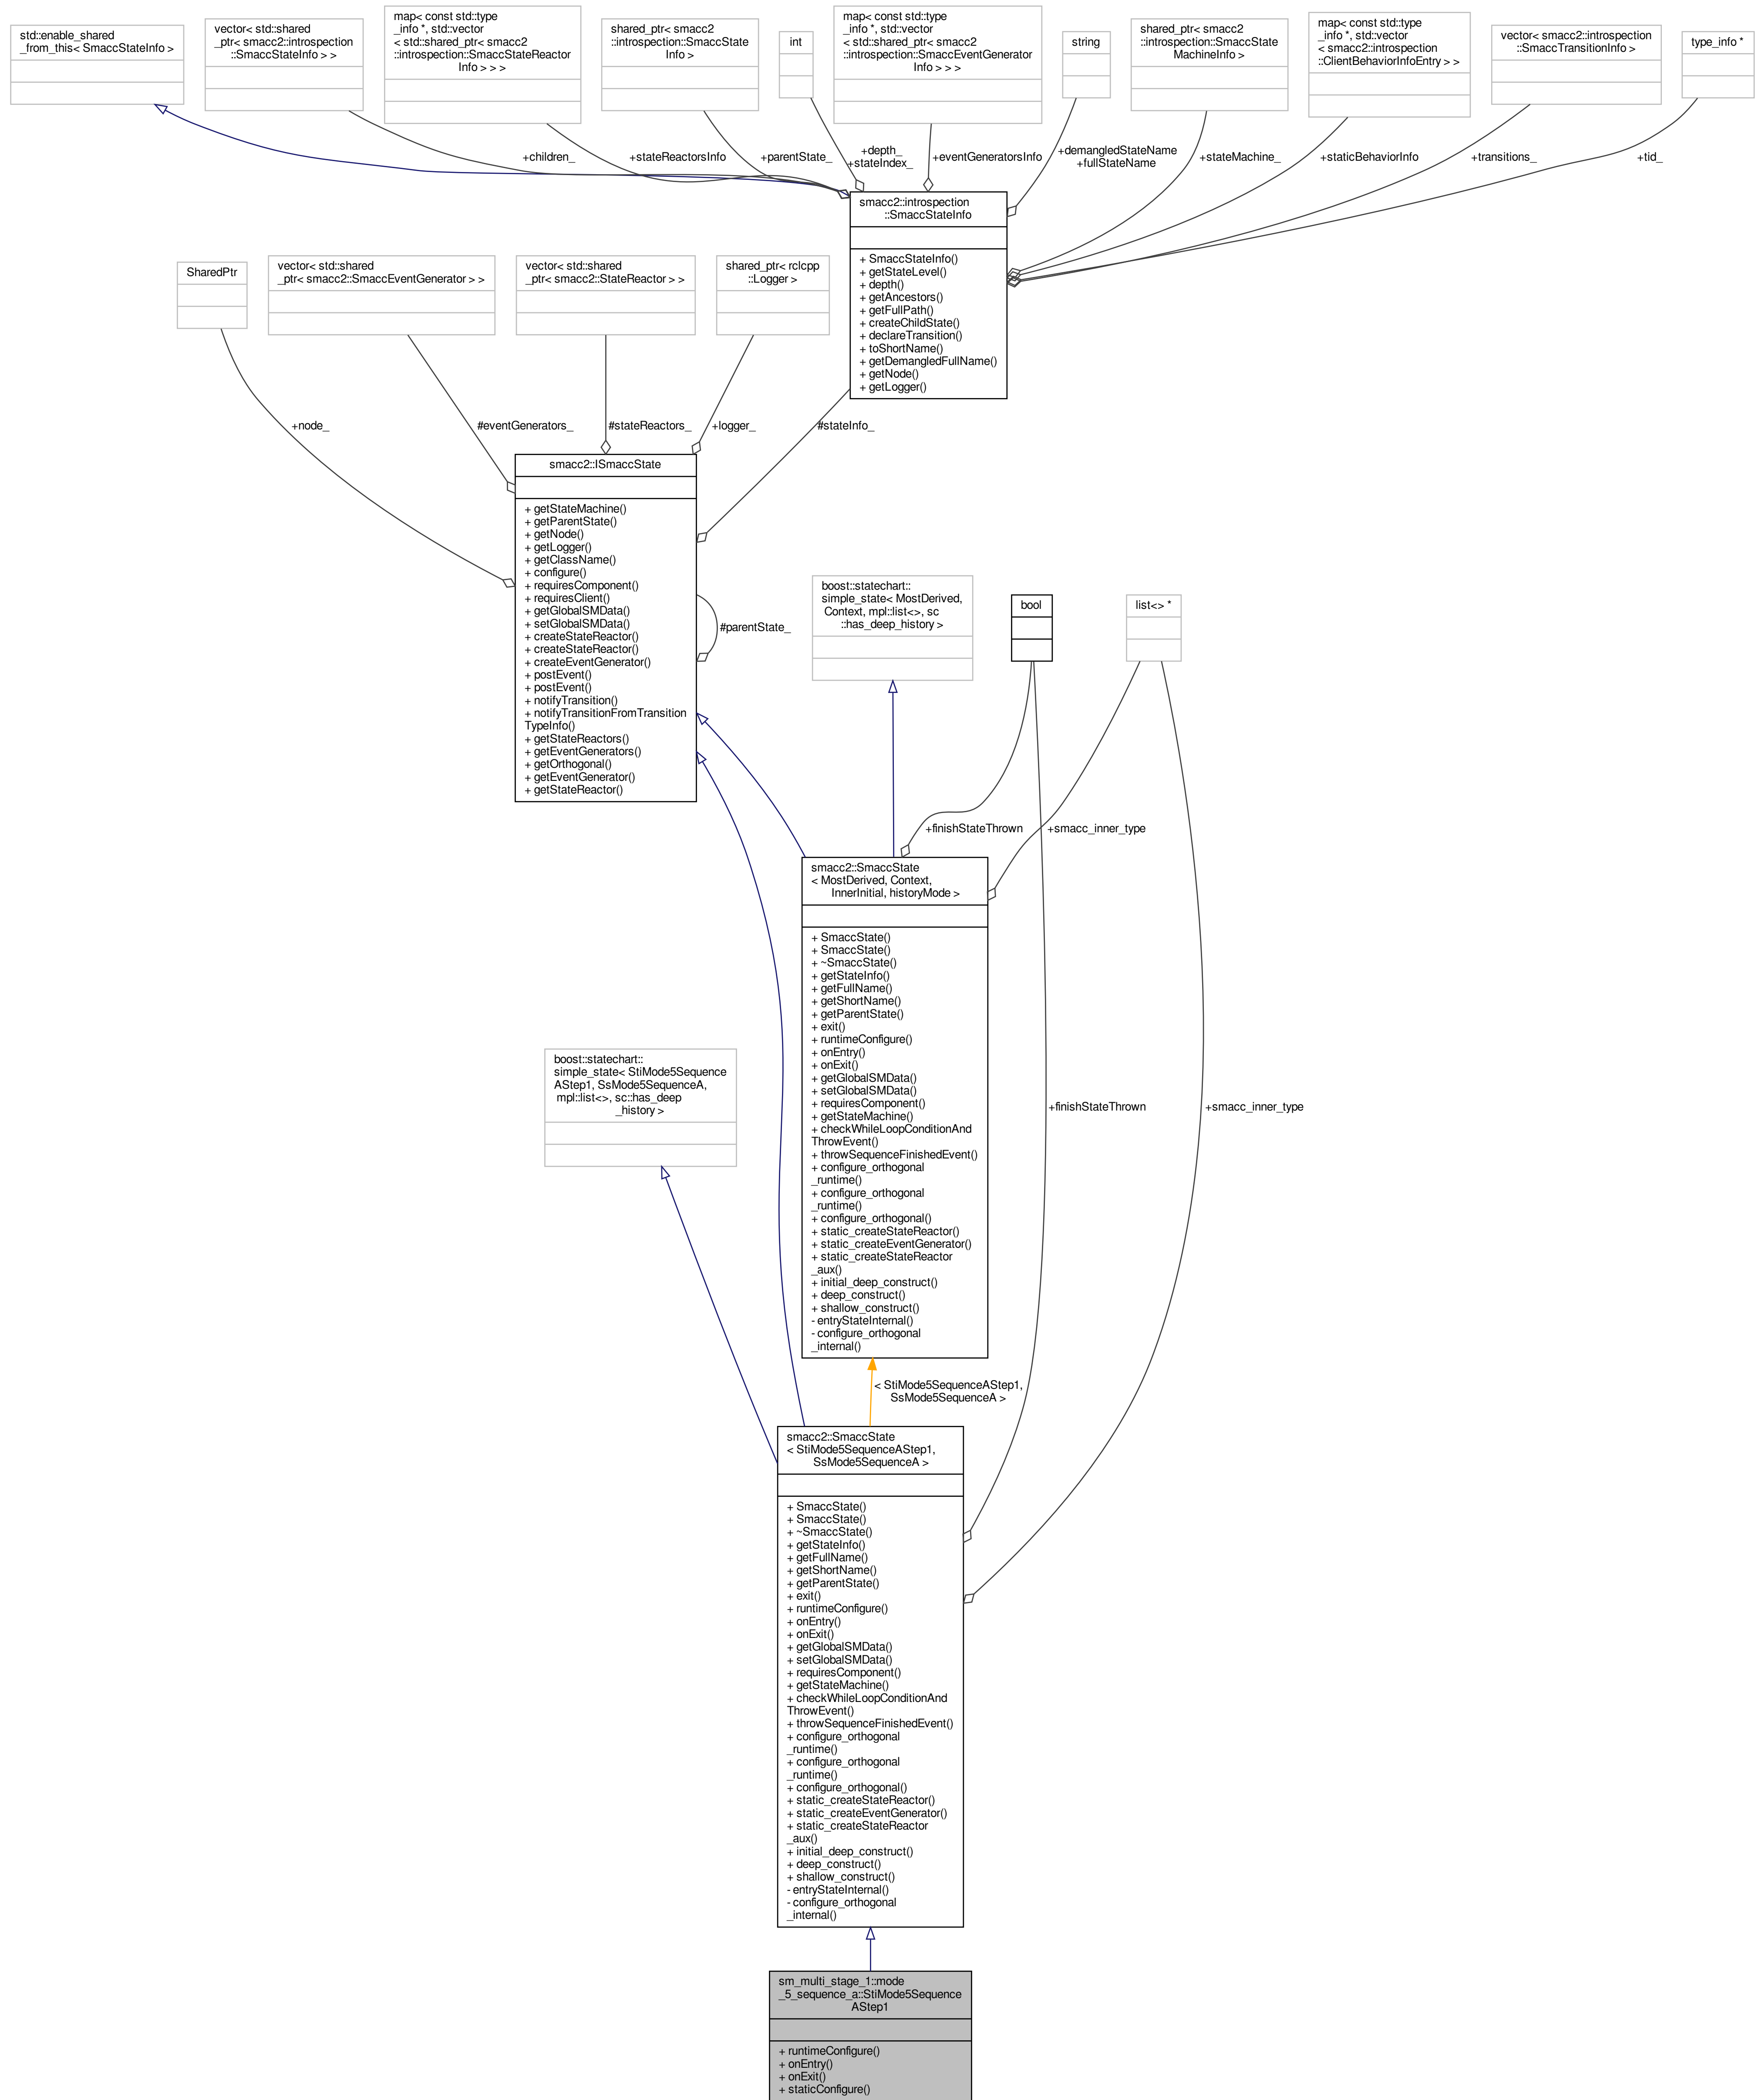 std::enable_shared
_from_this< SmaccStateInfo >
vector< std::shared
_ptr< smacc2::introspection
::SmaccStateInfo > >
map< const std::type
_info *, std::vector
< std::shared_ptr< smacc2
::introspection::SmaccStateReactor
Info > > >
shared_ptr< smacc2
::introspection::SmaccState
Info >
int
map< const std::type
_info *, std::vector
< std::shared_ptr< smacc2
::introspection::SmaccEventGenerator
Info > > >
string
shared_ptr< smacc2
::introspection::SmaccState
MachineInfo >
map< const std::type
_info *, std::vector
< smacc2::introspection
::ClientBehaviorInfoEntry > >
vector< smacc2::introspection
::SmaccTransitionInfo >
type_info *
+children_
+stateReactorsInfo
+parentState_
+depth_
+stateIndex_
+eventGeneratorsInfo
+demangledStateName
+fullStateName
+stateMachine_
+staticBehaviorInfo
+transitions_
+tid_
smacc2::introspection
::SmaccStateInfo
+ SmaccStateInfo()
+ getStateLevel()
+ depth()
+ getAncestors()
+ getFullPath()
+ createChildState()
+ declareTransition()
+ toShortName()
+ getDemangledFullName()
+ getNode()
+ getLogger()
SharedPtr
vector< std::shared
_ptr< smacc2::SmaccEventGenerator > >
vector< std::shared
_ptr< smacc2::StateReactor > >
shared_ptr< rclcpp
::Logger >
+node_
#eventGenerators_
#stateReactors_
+logger_
#stateInfo_
smacc2::ISmaccState
+ getStateMachine()
+ getParentState()
+ getNode()
+ getLogger()
+ getClassName()
+ configure()
+ requiresComponent()
+ requiresClient()
+ getGlobalSMData()
+ setGlobalSMData()
+ createStateReactor()
+ createStateReactor()
+ createEventGenerator()
+ postEvent()
+ postEvent()
+ notifyTransition()
+ notifyTransitionFromTransition
TypeInfo()
+ getStateReactors()
+ getEventGenerators()
+ getOrthogonal()
+ getEventGenerator()
+ getStateReactor()
#parentState_
boost::statechart::
simple_state< MostDerived,
Context, mpl::list<>, sc
::has_deep_history >
bool
list<> *
+finishStateThrown
+smacc_inner_type
smacc2::SmaccState
< MostDerived, Context,
InnerInitial, historyMode >
+ SmaccState()
+ SmaccState()
+ ~SmaccState()
+ getStateInfo()
+ getFullName()
+ getShortName()
+ getParentState()
+ exit()
+ runtimeConfigure()
+ onEntry()
+ onExit()
+ getGlobalSMData()
+ setGlobalSMData()
+ requiresComponent()
+ getStateMachine()
+ checkWhileLoopConditionAnd
ThrowEvent()
+ throwSequenceFinishedEvent()
+ configure_orthogonal
_runtime()
+ configure_orthogonal
_runtime()
+ configure_orthogonal()
+ static_createStateReactor()
+ static_createEventGenerator()
+ static_createStateReactor
_aux()
+ initial_deep_construct()
+ deep_construct()
+ shallow_construct()
- entryStateInternal()
- configure_orthogonal
_internal()
boost::statechart::
simple_state< StiMode5Sequence
AStep1, SsMode5SequenceA,
mpl::list<>, sc::has_deep
_history >
+finishStateThrown
+smacc_inner_type
< StiMode5SequenceAStep1,
SsMode5SequenceA >
smacc2::SmaccState
< StiMode5SequenceAStep1,
SsMode5SequenceA >
+ SmaccState()
+ SmaccState()
+ ~SmaccState()
+ getStateInfo()
+ getFullName()
+ getShortName()
+ getParentState()
+ exit()
+ runtimeConfigure()
+ onEntry()
+ onExit()
+ getGlobalSMData()
+ setGlobalSMData()
+ requiresComponent()
+ getStateMachine()
+ checkWhileLoopConditionAnd
ThrowEvent()
+ throwSequenceFinishedEvent()
+ configure_orthogonal
_runtime()
+ configure_orthogonal
_runtime()
+ configure_orthogonal()
+ static_createStateReactor()
+ static_createEventGenerator()
+ static_createStateReactor
_aux()
+ initial_deep_construct()
+ deep_construct()
+ shallow_construct()
- entryStateInternal()
- configure_orthogonal
_internal()
sm_multi_stage_1::mode
_5_sequence_a::StiMode5Sequence
AStep1
+ runtimeConfigure()
+ onEntry()
+ onExit()
+ staticConfigure()